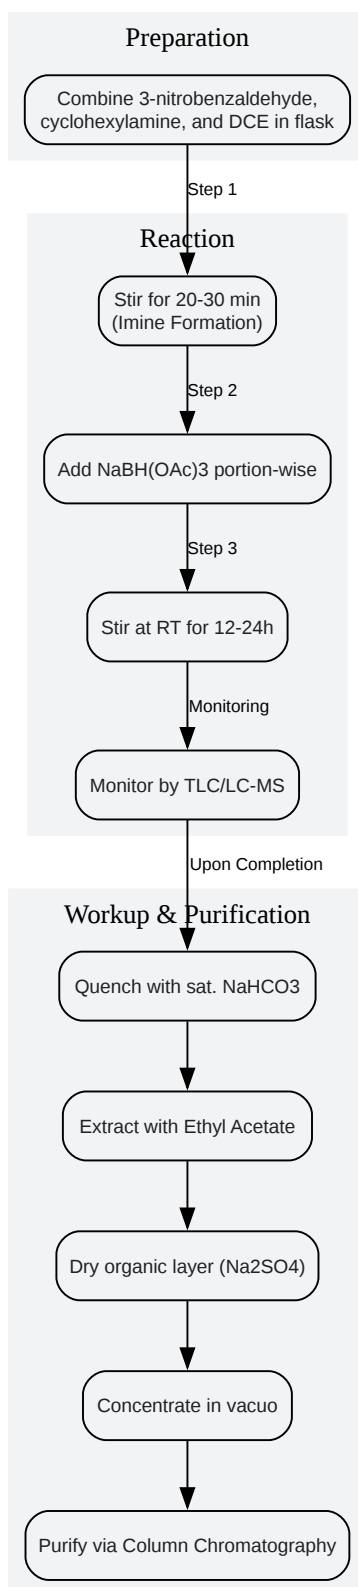 Preparation
Combine 3-nitrobenzaldehyde,
cyclohexylamine, and DCE in flask
Step 1
Reaction
Stir for 20-30 min
(Imine Formation)
Step 2
Add NaBH(OAc)3 portion-wise
Step 3
Stir at RT for 12-24h
Monitoring
Monitor by TLC/LC-MS
Upon Completion
Workup & Purification
Quench with sat. NaHCO3
Extract with Ethyl Acetate
Dry organic layer (Na2SO4)
Concentrate in vacuo
Purify via Column Chromatography